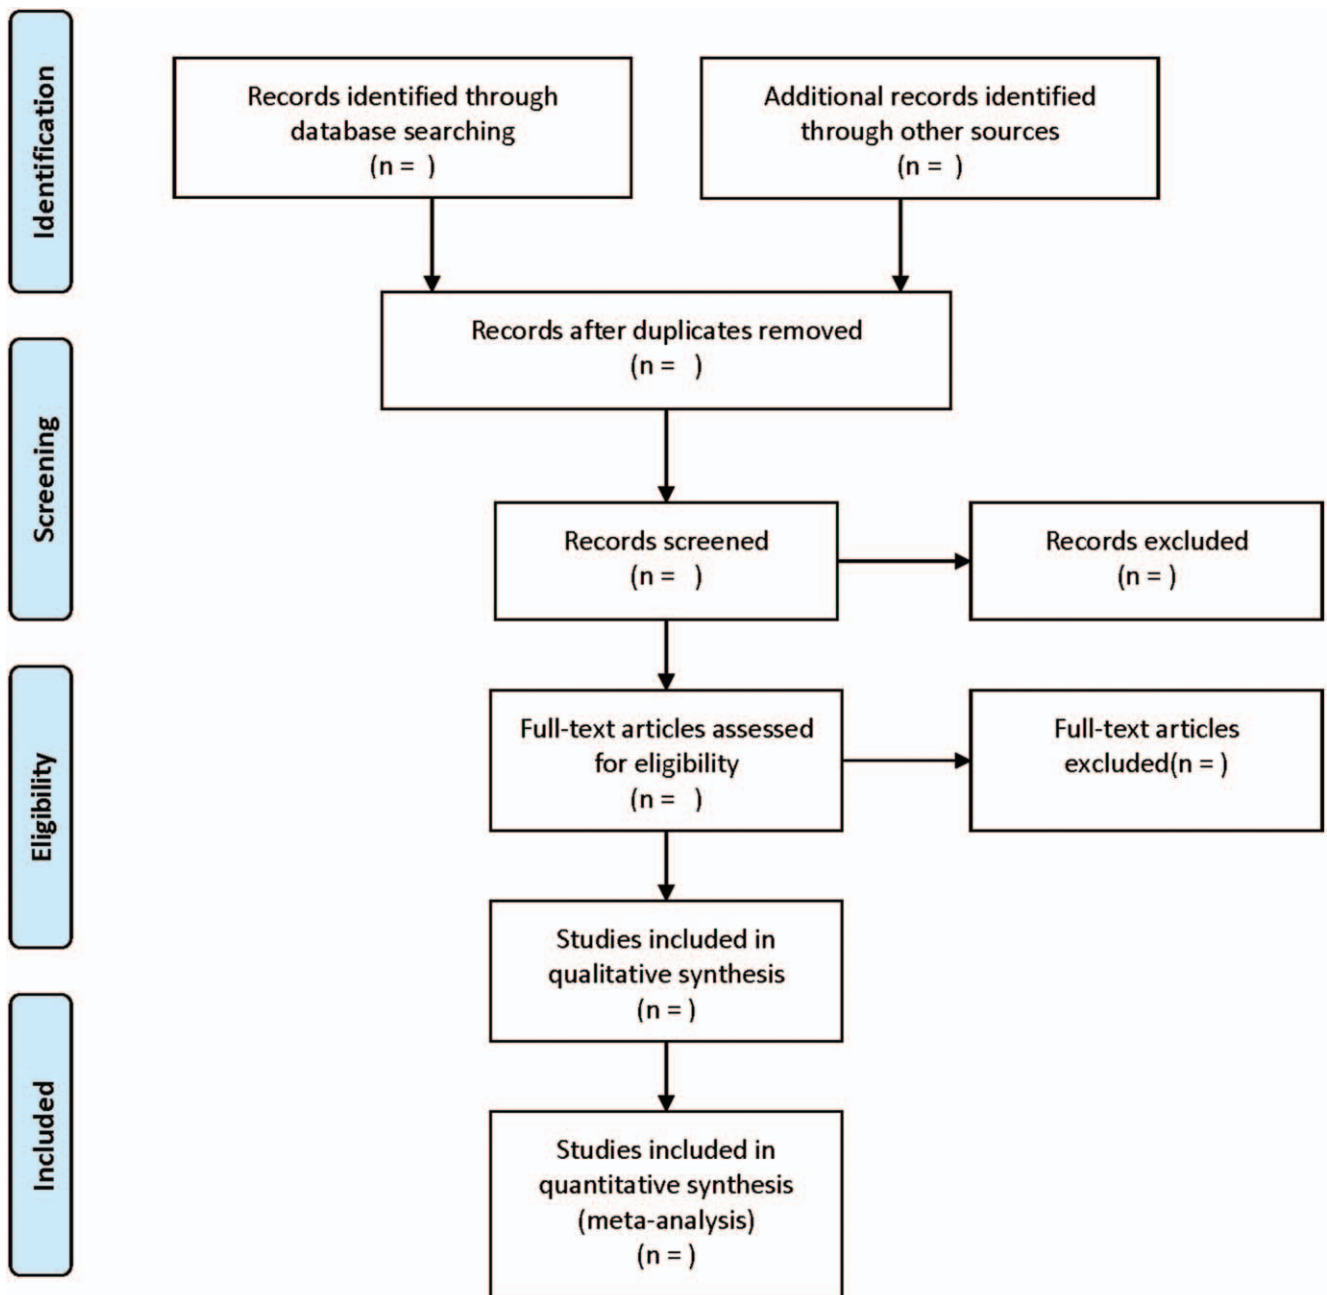 Identification
Records identified through
database searching
(n =  )
Additional records identified
through other sources
(n =  )
Records after duplicates removed
(n =  )
Screening
Records screened
(n =  )
Records excluded
(n = )
Eligibility
Full-text articles assessed
for eligibility
(n =  )
Full-text articles
excluded(n = )
Studies included in
qualitative synthesis
(n = )
Included
Studies included in
quantitative synthesis
(meta-analysis)
(n = )